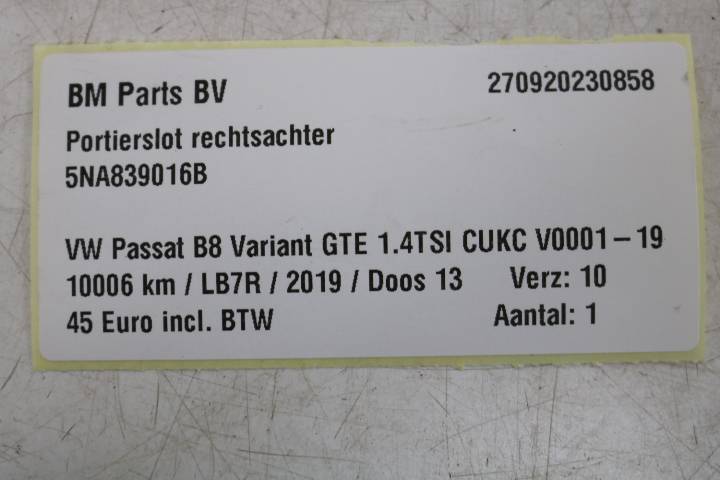 BM Parts BV 270920230858
Portierslot rechtsachter
5NA839016B
VW Passat B8 Variant GTE 1.4TSI CUKC V0001-19
10006 km / LB7R / 2019 / Doos 13 Verz: 10
45 Euro incl. BTW Aantal: 1